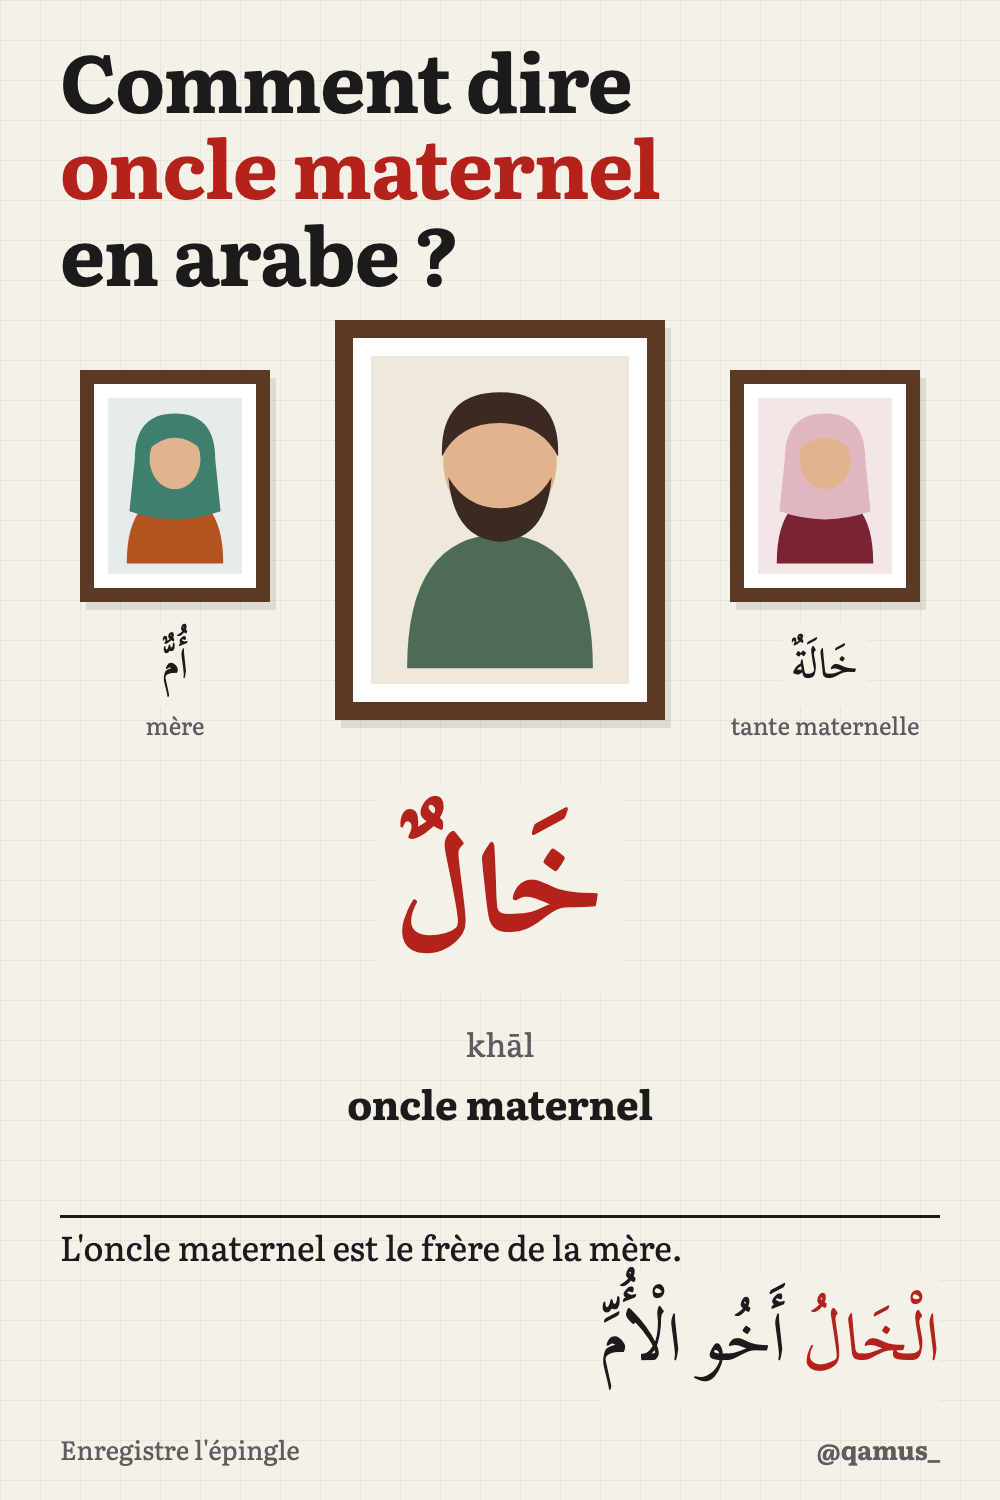 Comment dire
oncle maternel
en arabe ?
أُمٌّ
mère
خَالَةٌ
tante maternelle
خَالٌ
khāl
oncle maternel
L'oncle maternel est le frère de la mère.
الْخَالُ أَخُو الْأُمِّ
Enregistre l'épingle
@qamus_